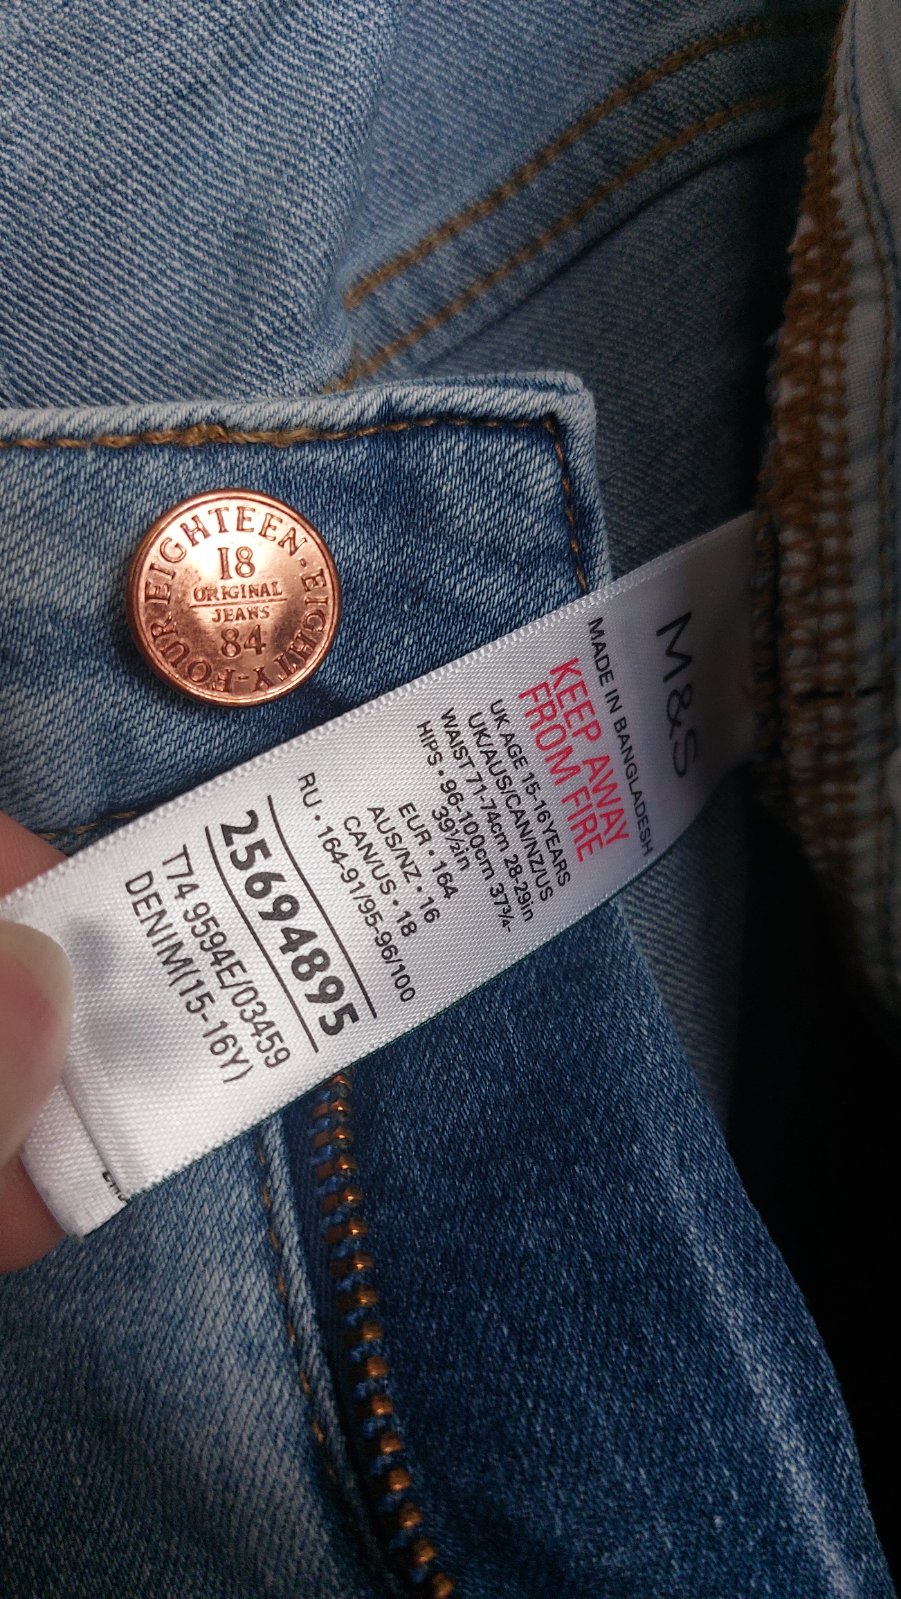 EIGHTEEN-EIGHTY-FOUR
18
ORIGINAL
JEANS
84
M&S
MADE IN BANGLADESH
KEEP AWAY
FROM FIRE
UK AGE 15-16YEARS
UK/AUS/CAN/NZ/US
WAIST 71-74cm 28-29in
HIPS • 96-100cm 37¾-
39½in
EUR • 164
AUS/NZ • 16
CAN/US • 18
RU • 164-91/95-96/100
25694895
T74 9594E/03459
DENIM(15-16Y)